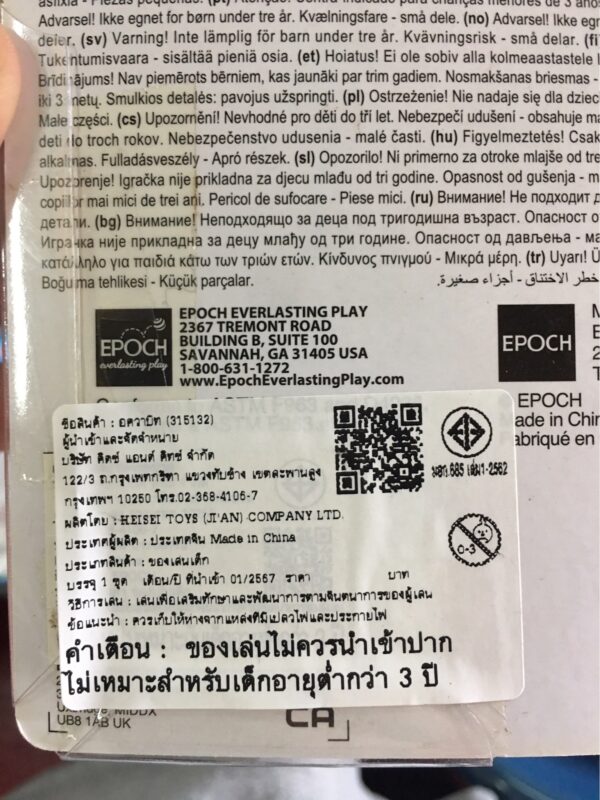 asfixia - Piezas pequeñas. (pt) Atenção! Contra indicado para crianças menores de 3 anos
Advarsel! Ikke egnet for børn under tre år. Kvælningsfare - små dele. (no) Advarsel! Ikke egn
deler. (sv) Varning! Inte lämplig för barn under tre år. Kvävningsrisk - små delar. (fi
Tukehtumisvaara - sisältää pieniä osia. (et) Hoiatus! Ei ole sobiv alla kolmeaastastele l
Brīdinājums! Nav piemērots bērniem, kas jaunāki par trim gadiem. Nosmakšanas briesmas -
iki 3 metų. Smulkios detalės: pavojus užspringti. (pl) Ostrzeżenie! Nie nadaje się dla dziec
Małe części. (cs) Upozornění! Nevhodné pro děti do tří let. Nebezpečí udušení - obsahuje ma
deti do troch rokov. Nebezpečenstvo udusenia - malé časti. (hu) Figyelmeztetés! Csak
alkalmas. Fulladásveszély - Apró részek. (sl) Opozorilo! Ni primerno za otroke mlajše od tre
Upozorenje! Igračka nije prikladna za djecu mlađu od tri godine. Opasnost od gušenja - m
copiilor mai mici de trei ani. Pericol de sufocare - Piese mici. (ru) Внимание! Не подходит д
детали. (bg) Внимание! Неподходящо за деца под тригодишна възраст. Опасност о
Играчка није прикладна за децу млађу од три године. Опасност од дављења - ма
κατάλληλο για παιδιά κάτω των τριών ετών. Κίνδυνος πνιγμού - Μικρά μέρη. (tr) Uyarı! Ü
Boğulma tehlikesi - Küçük parçalar. خطر الاختناق - أجزاء صغيرة.
EPOCH
everlasting play
EPOCH EVERLASTING PLAY
2367 TREMONT ROAD
BUILDING B, SUITE 100
SAVANNAH, GA 31405 USA
1-800-631-1272
www.EpochEverlastingPlay.com
EPOCH
EPOCH
Made in Chin
Fabriqué en
ASTM F963
ชื่อสินค้า : อควาบิท (315132)
ผู้นำเข้าและจัดจำหน่าย
บริษัท คิดซ์ แอนด์ คิทซ์ จำกัด
122/3 ถ.กรุงเทพกรีฑา แขวงทับช้าง เขตสะพานสูง
กรุงเทพฯ 10250 โทร.02-368-4106-7
ผลิตโดย : HEISEI TOYS (JI'AN) COMPANY LTD.
ประเทศผู้ผลิต : ประเทศจีน Made in China
ประเภทสินค้า : ของเล่นเด็ก
บรรจุ 1 ชุด เดือน/ปี ที่นำเข้า 01/2567 ราคา บาท
วิธีการเล่น : เล่นเพื่อเสริมทักษะและพัฒนาการตามจินตนาการของผู้เล่น
ข้อแนะนำ : ควรเก็บให้ห่างจากแหล่งที่มีเปลวไฟและประกายไฟ
คำเตือน : ของเล่นไม่ควรนำเข้าปาก
ไม่เหมาะสำหรับเด็กอายุต่ำกว่า 3 ปี
มอก.685 เล่ม1-2562
0-3
UB8 1AB UK
CA